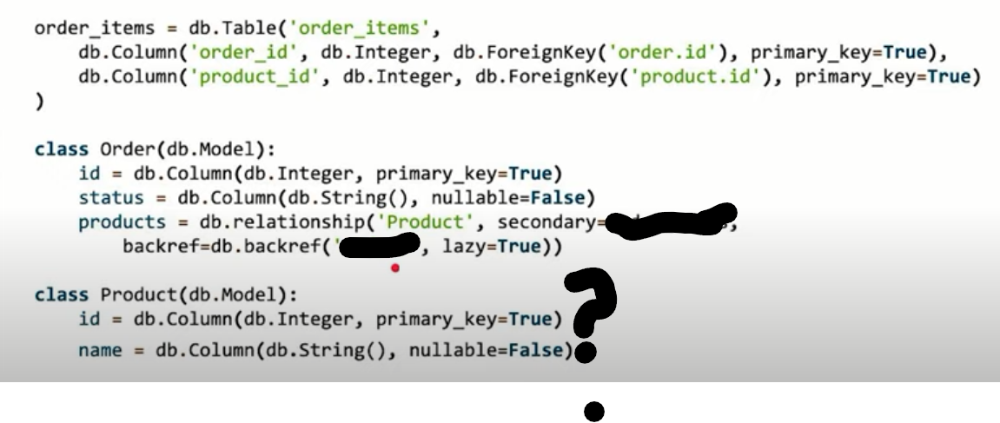 order_items = db.Table('order_items',
db.Column('order_id', db.Integer, db.ForeignKey('order.id'), primary_key=True),
db.Column('product_id', db.Integer, db.ForeignKey('product.id'), primary_key=True)
)
class Order(db.Model):
id = db.Column(db.Integer, primary_key=True)
status = db.Column(db.String(), nullable=False)
products = db.relationship('Product', secondary= ,
backref=db.backref(' , lazy=True))
class Product(db.Model):
id = db.Column(db.Integer, primary_key=True)
name = db.Column(db.String(), nullable=False)
?